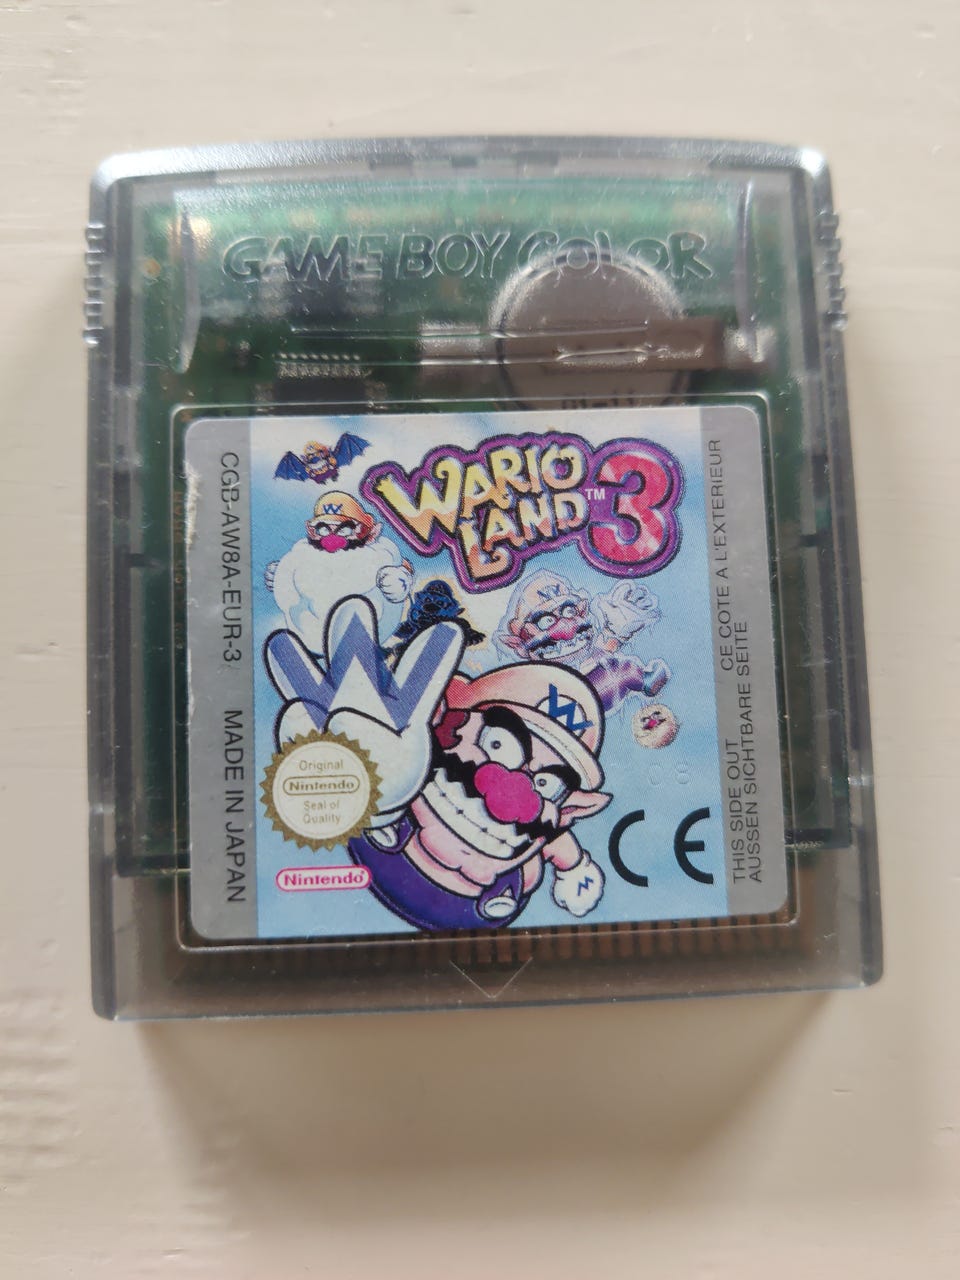 GAME BOY COLOR
WARIO
LAND™ 3
CGB-AW8A-EUR-3 MADE IN JAPAN
CE COTE A L'EXTERIEUR
THIS SIDE OUT
AUSSEN SICHTBARE SEITE
W
W
W
W
Original
Nintendo
Seal of
Quality
Nintendo
CE